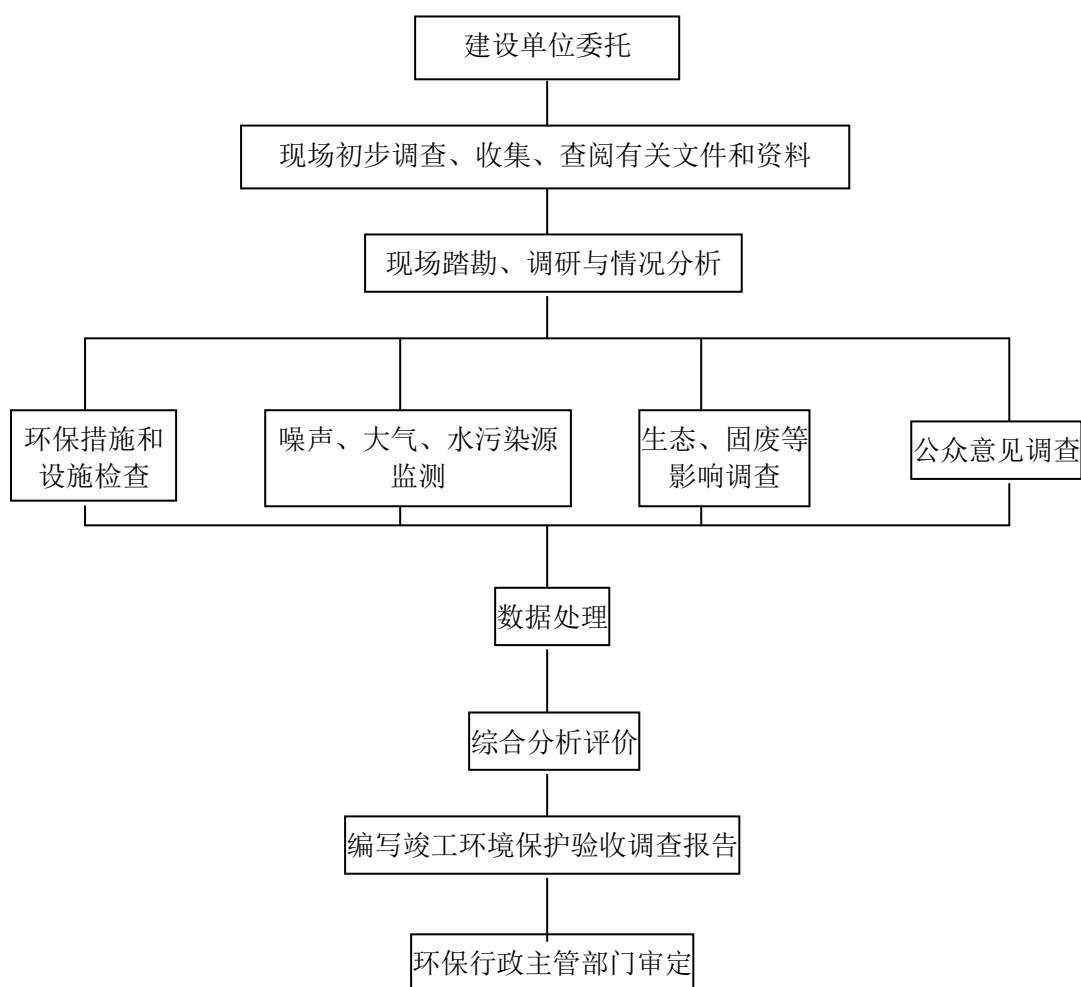 建设单位委托
现场初步调查、收集、查阅有关文件和资料
现场踏勘、调研与情况分析
环保措施和
设施检查
噪声、大气、水污染源
监测
生态、固废等
影响调查
公众意见调查
数据处理
综合分析评价
编写竣工环境保护验收调查报告
环保行政主管部门审定